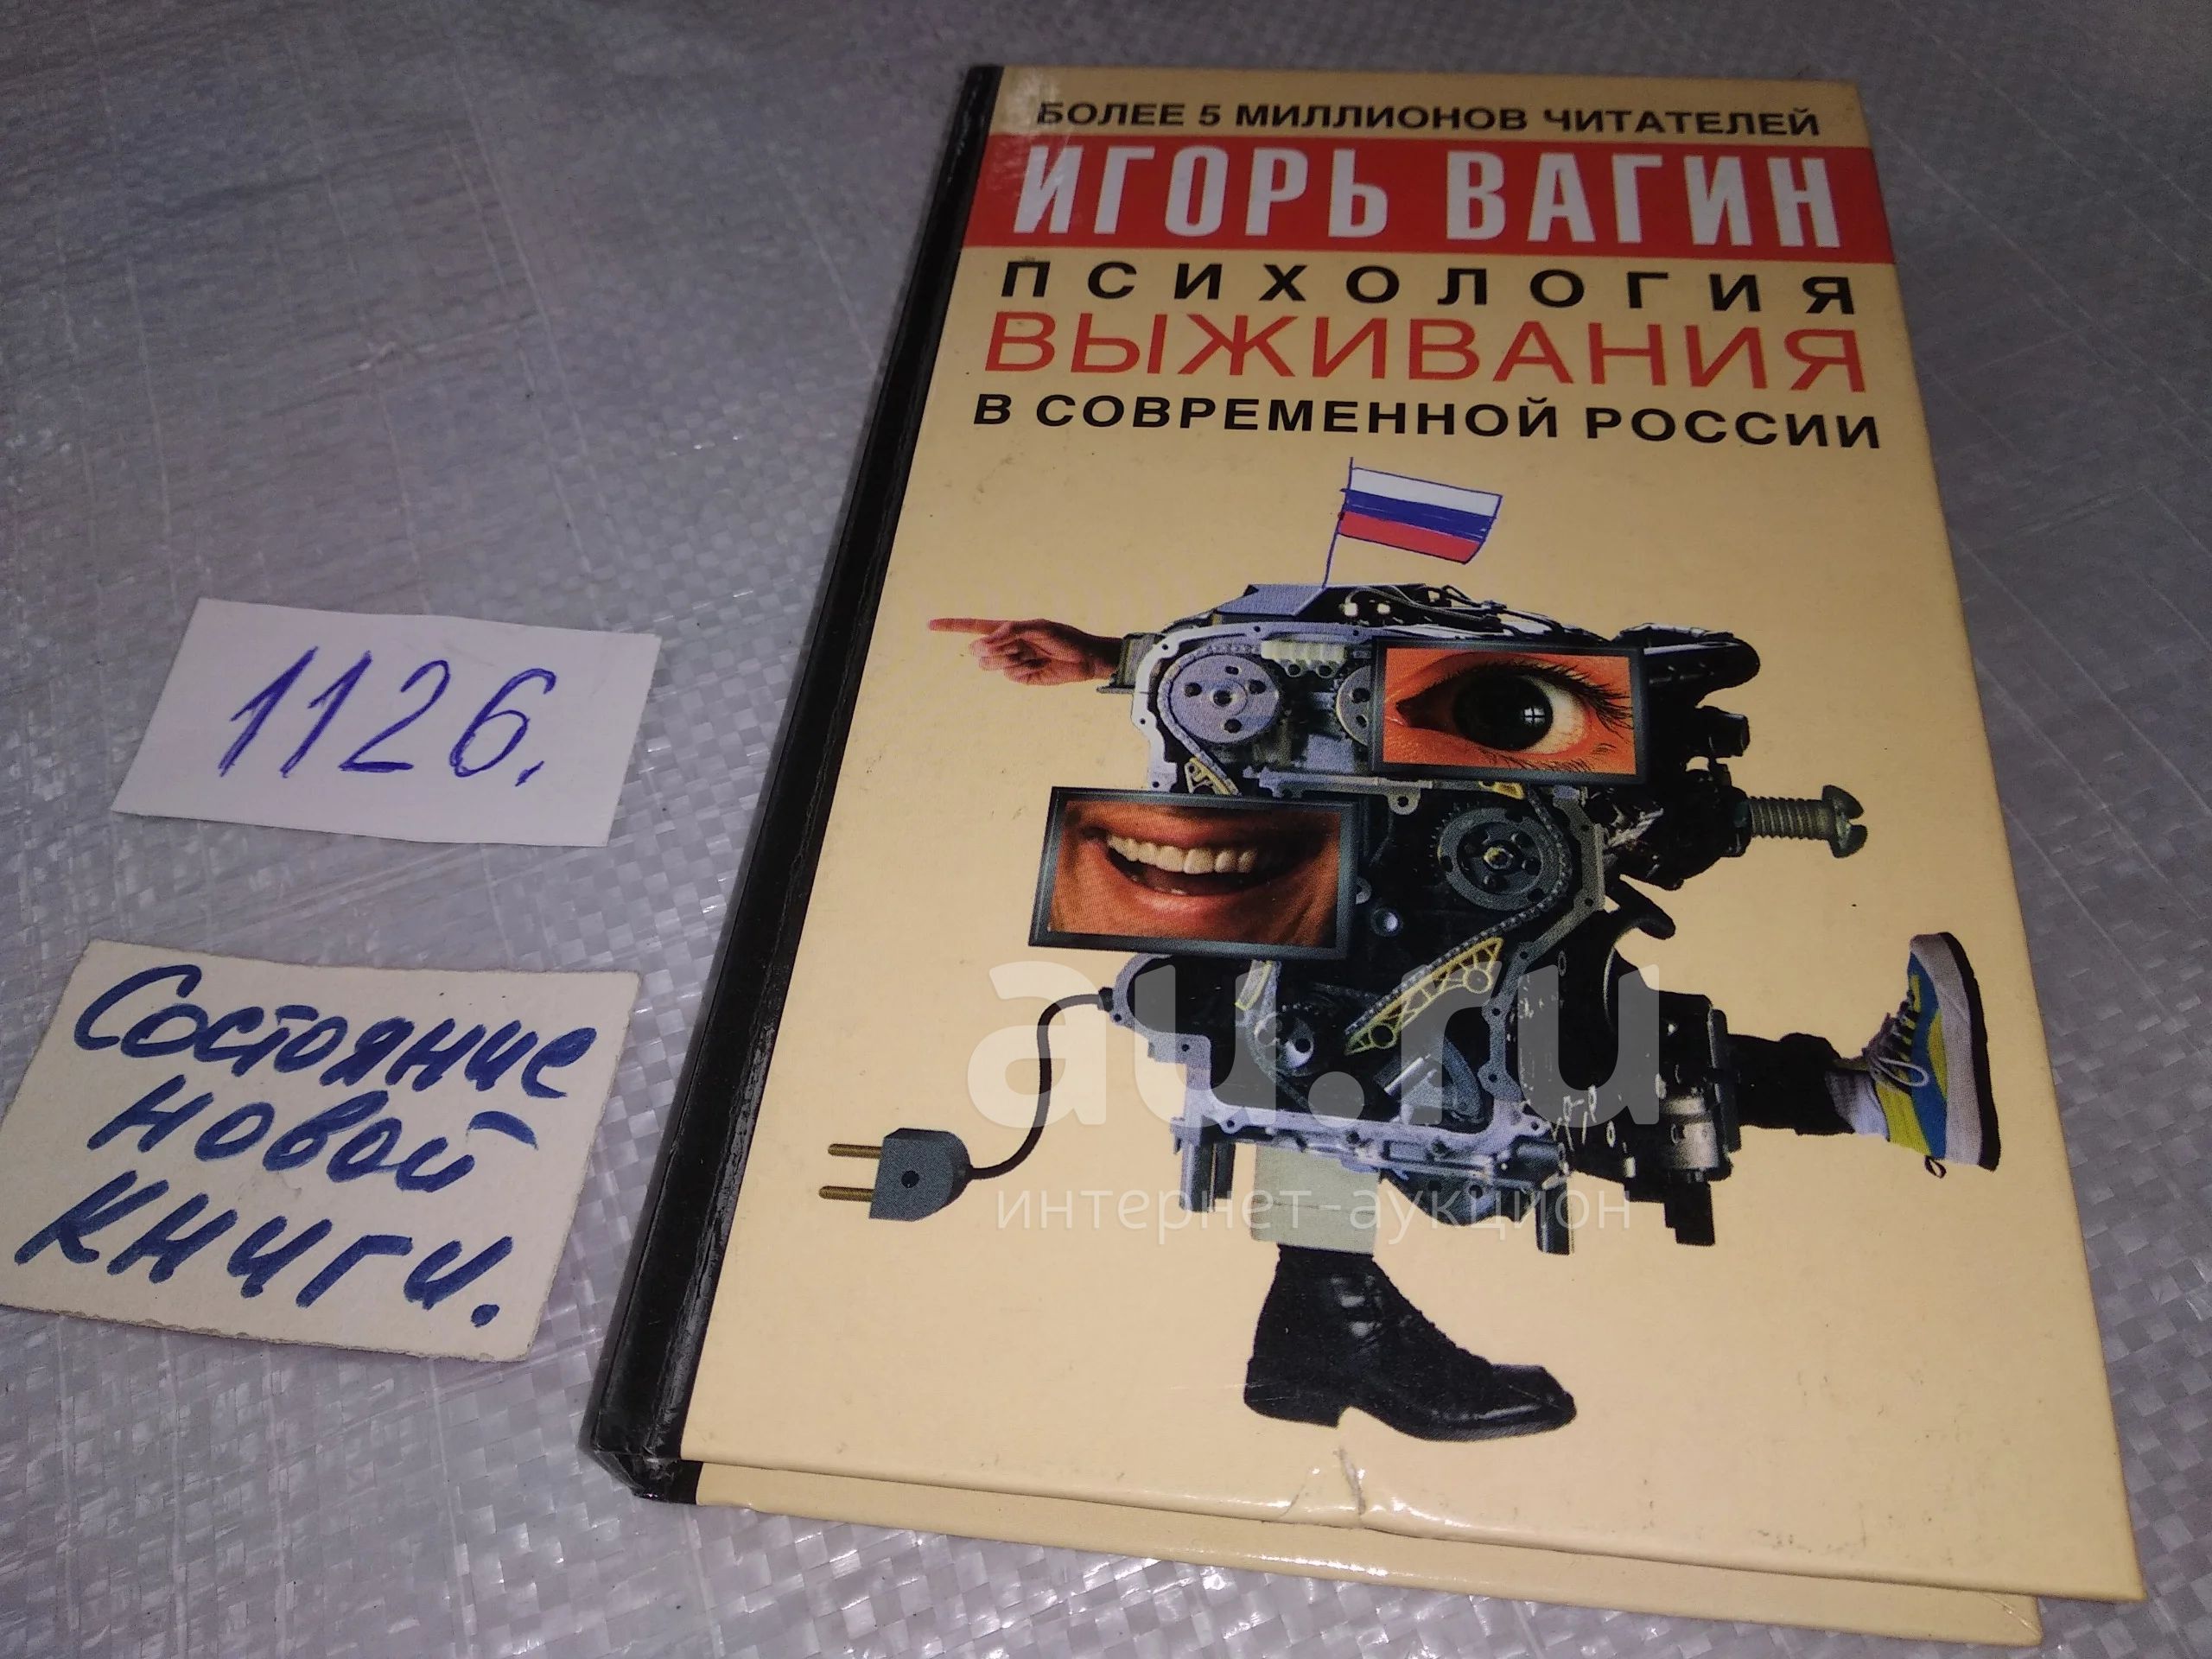 БОЛЕЕ 5 МИЛЛИОНОВ ЧИТАТЕЛЕЙ
ИГОРЬ ВАГИН
ПСИХОЛОГИЯ
ВЫЖИВАНИЯ
В СОВРЕМЕННОЙ РОССИИ
1126.
Состояние
новой
книги.
au.ru
интернет-аукцион